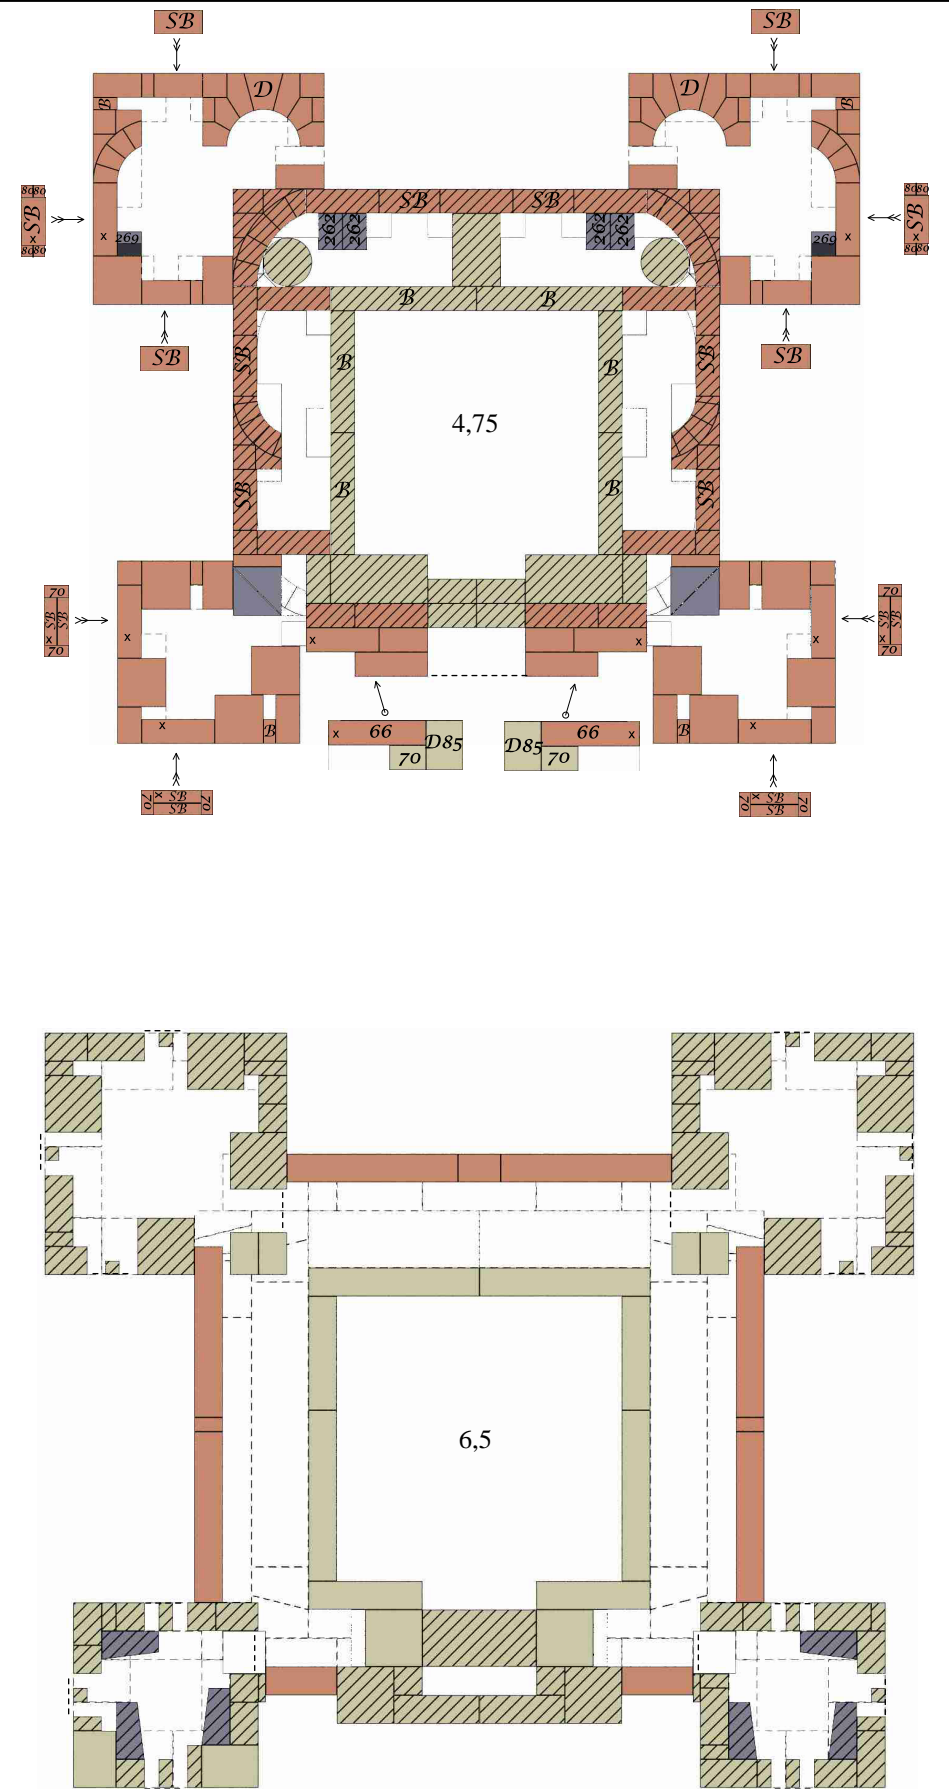 SB SB
D D
B B
8080 8080
SB SB
x x
8080 8080
SB SB
262 262 262 262
x 269 269 x
B B
SB SB
SB B B SB
4,75
SB B B SB
70 70
SB SB SB SB
x x
70 70
x x x x
x B B x
x 66 D85 D85 66 x
70 70
70 x SB 70 70 x SB 70
SB SB
6,5